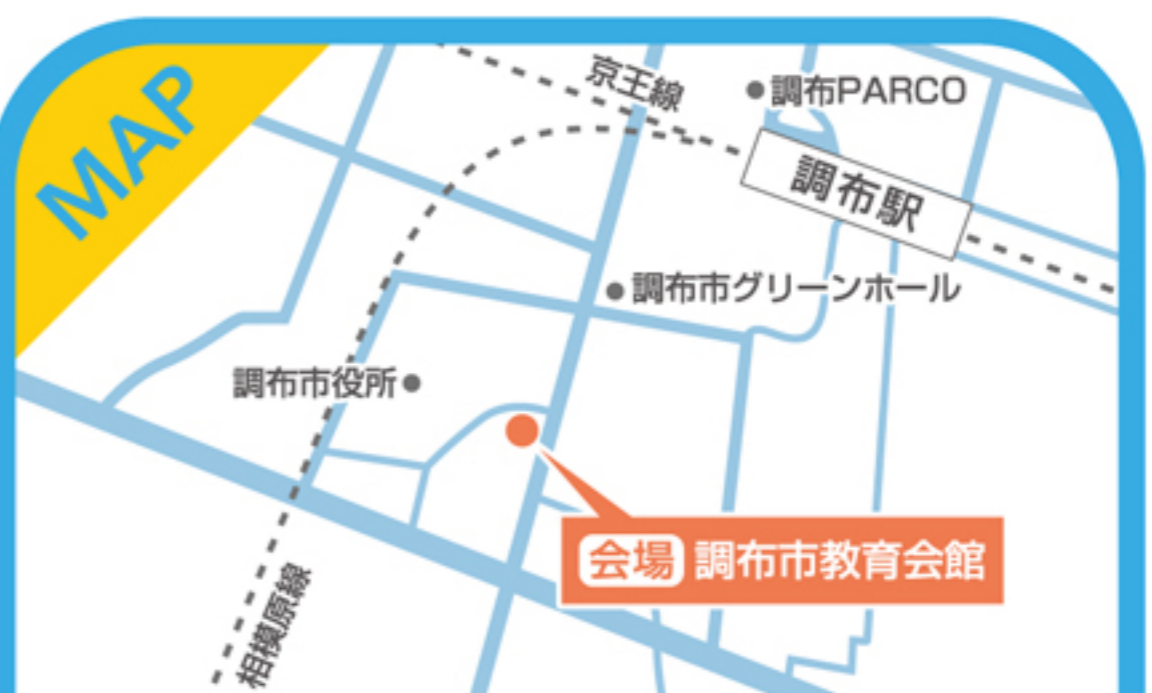 MAP
京王線
調布PARCO
調布駅
調布市グリーンホール
調布市役所
会場 調布市教育会館
相模原線